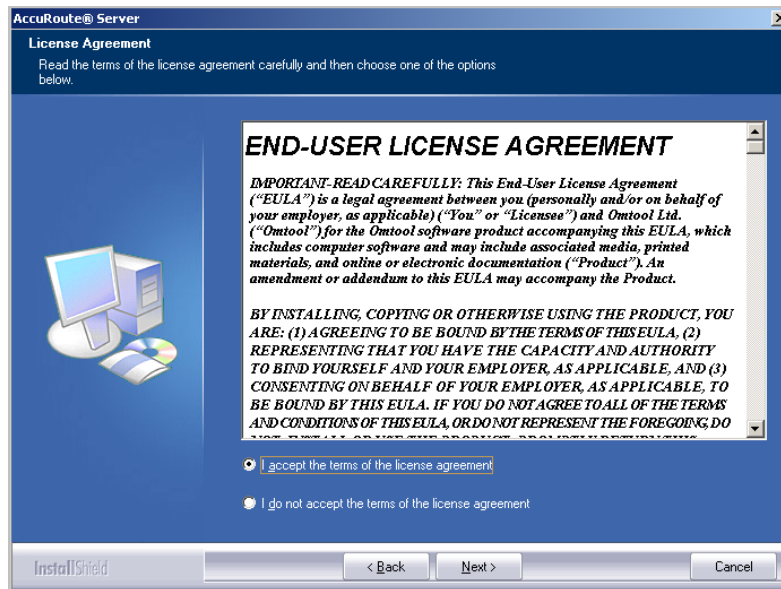 AccuRoute® Server
License Agreement
Read the terms of the license agreement carefully and then choose one of the options
below.
END-USER LICENSE AGREEMENT
IMPORTANT-READ CAREFULLY: This End-User License Agreement
("EULA") is a legal agreement between you (personally and/or on behalf of
your employer, as applicable) ("You" or "Licensee") and Omtool Ltd.
("Omtool") for the Omtool software product accompanying this EULA, which
includes computer software and may include associated media, printed
materials, and online or electronic documentation ("Product"). An
amendment or addendum to this EULA may accompany the Product.
BY INSTALLING, COPYING OR OTHERWISE USING THE PRODUCT, YOU
ARE: (1) AGREEING TO BE BOUND BY THE TERMS OF THIS EULA, (2)
REPRESENTING THAT YOU HAVE THE CAPACITY AND AUTHORITY
TO BIND YOURSELF AND YOUR EMPLOYER, AS APPLICABLE, AND (3)
CONSENTING ON BEHALF OF YOUR EMPLOYER, AS APPLICABLE, TO
BE BOUND BY THIS EULA. IF YOU DO NOT AGREE TO ALL OF THE TERMS
AND CONDITIONS OF THIS EULA, OR DO NOT REPRESENT THE FOREGOING, DO
NOT INSTALL OR USE THE PRODUCT. PROMPTLY RETURN THIS
I accept the terms of the license agreement
I do not accept the terms of the license agreement
InstallShield
< Back
Next >
Cancel